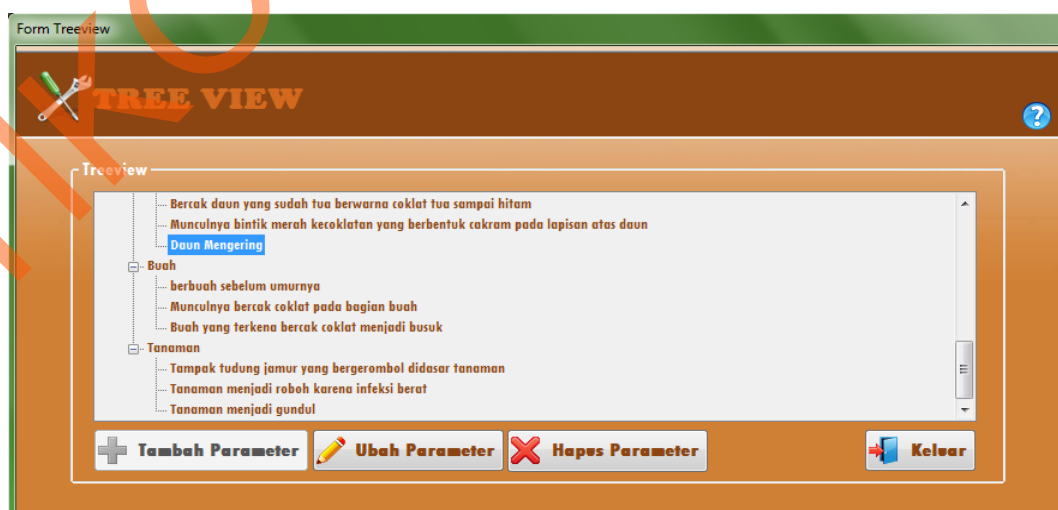 Form Treeview
TREE VIEW
Treeview
Bercak daun yang sudah tua berwarna coklat tua sampai hitam
Munculnya bintik merah kecoklatan yang berbentuk cakram pada lapisan atas daun
Daun Mengering
Buah
berbuah sebelum umurnya
Munculnya bercak coklat pada bagian buah
Buah yang terkena bercak coklat menjadi busuk
Tanaman
Tampak tudung jamur yang bergerombol didasar tanaman
Tanaman menjadi roboh karena infeksi berat
Tanaman menjadi gundul
Tambah Parameter Ubah Parameter Hapus Parameter Keluar